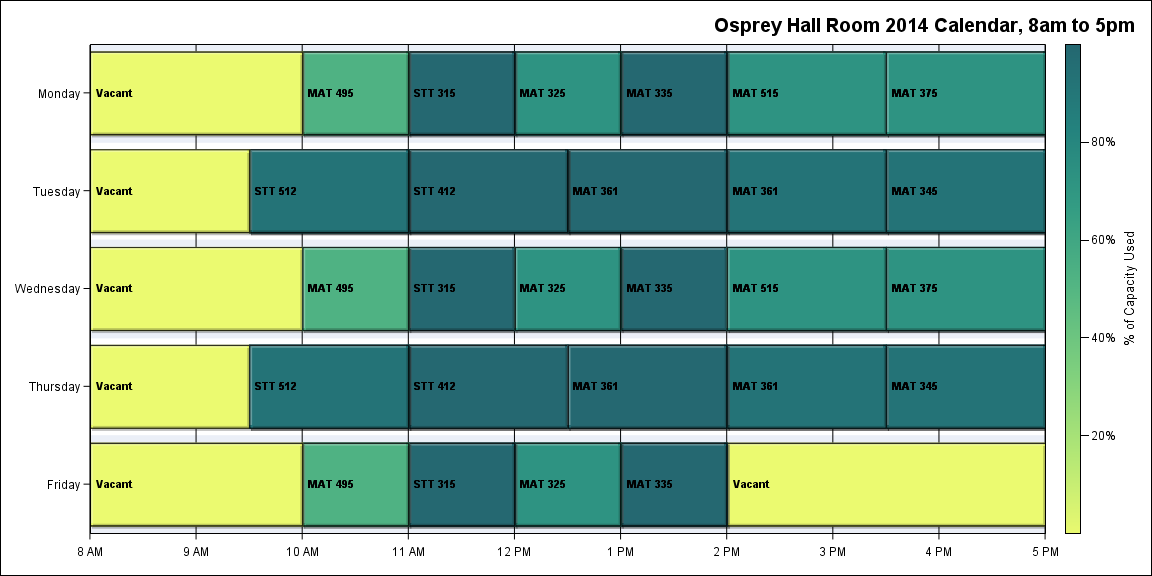 Osprey Hall Room 2014 Calendar, 8am to 5pm
Monday
Vacant
MAT 495
STT 315
MAT 325
MAT 335
MAT 515
MAT 375
Tuesday
Vacant
STT 512
STT 412
MAT 361
MAT 361
MAT 345
Wednesday
Vacant
MAT 495
STT 315
MAT 325
MAT 335
MAT 515
MAT 375
Thursday
Vacant
STT 512
STT 412
MAT 361
MAT 361
MAT 345
Friday
Vacant
MAT 495
STT 315
MAT 325
MAT 335
Vacant
8 AM
9 AM
10 AM
11 AM
12 PM
1 PM
2 PM
3 PM
4 PM
5 PM
80%
60%
40%
20%
% of Capacity Used